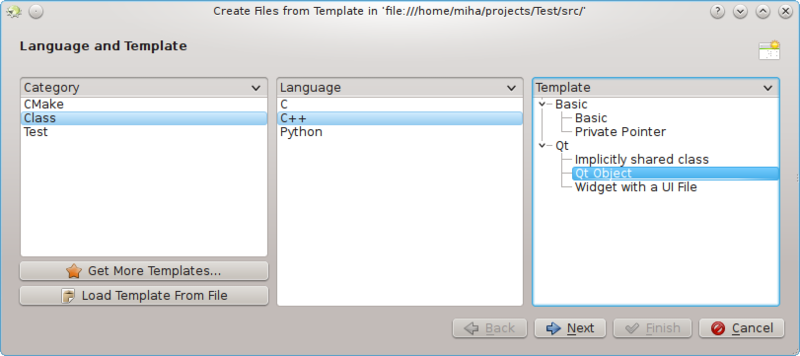 Create Files from Template in 'file:///home/miha/projects/Test/src/'
Language and Template
Category
CMake
Class
Test
Get More Templates...
Load Template From File
Language
C
C++
Python
Template
Basic
Basic
Private Pointer
Qt
Implicitly shared class
Qt Object
Widget with a UI File
Back
Next
Finish
Cancel